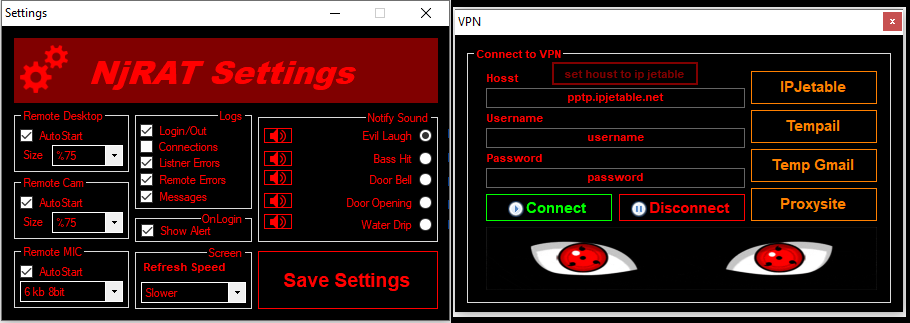 Settings
NjRAT Settings
Remote Desktop
AutoStart
Size %75
Remote Cam
AutoStart
Size %75
Remote MIC
AutoStart
6 kb 8bit
Logs
Login/Out
Connections
Listner Errors
Remote Errors
Messages
OnLogin
Show Alert
Screen
Refresh Speed
Slower
Notify Sound
Evil Laugh
Bass Hit
Door Bell
Door Opening
Water Drip
Save Settings
VPN
x
Connect to VPN
Hosst
set houst to ip jetable
pptp.ipjetable.net
Username
username
Password
password
Connect
Disconnect
IPJetable
Tempail
Temp Gmail
Proxysite